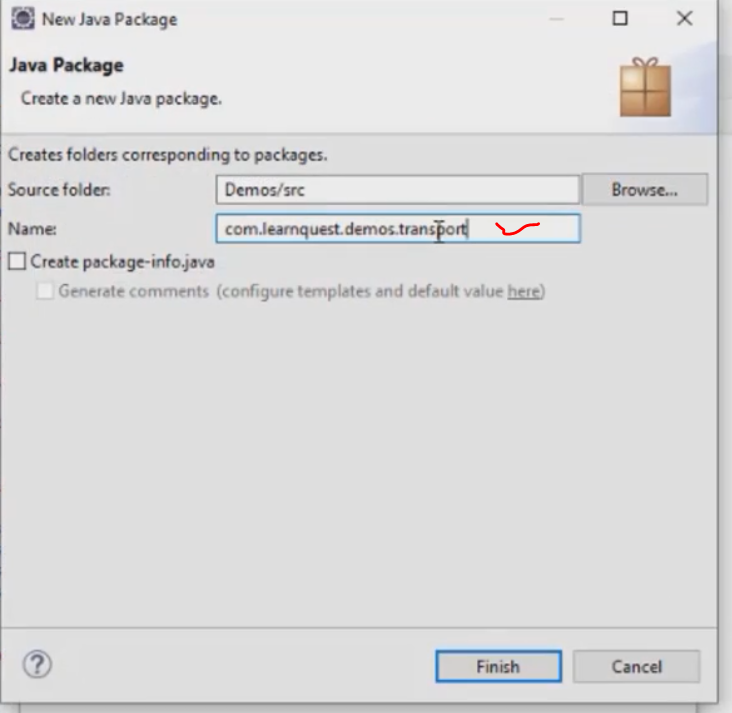 New Java Package
Java Package
Create a new Java package.
Creates folders corresponding to packages.
Source folder: Demos/src Browse...
Name: com.learnquest.demos.transport
Create package-info.java
Generate comments (configure templates and default value here)
? Finish Cancel